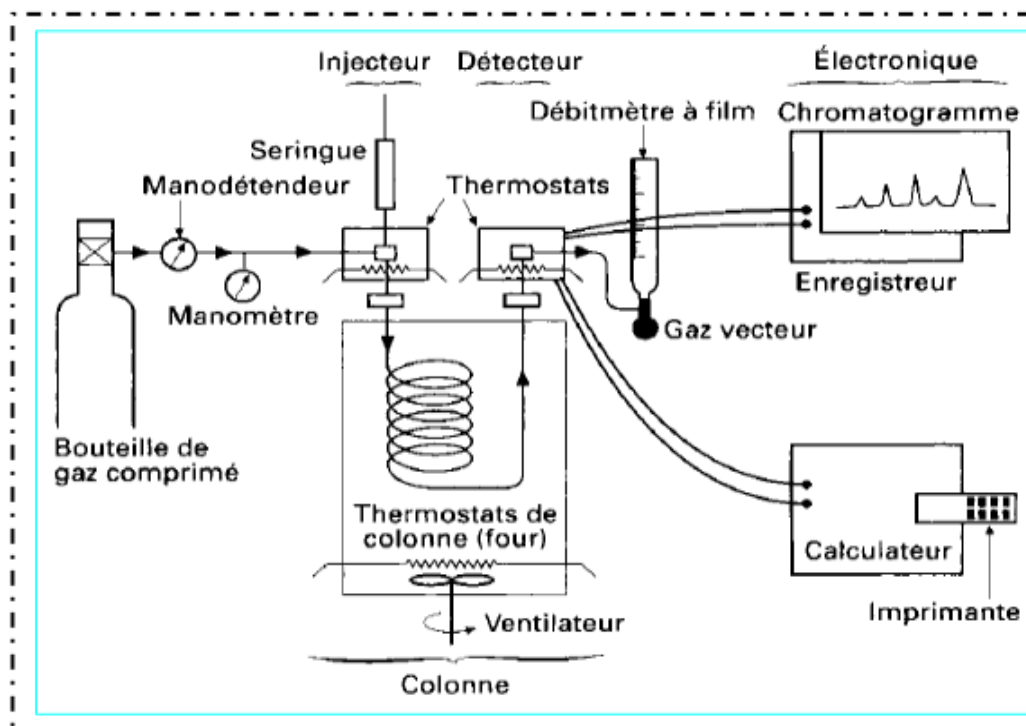 Injecteur
Détecteur
Électronique
Chromatogramme
Débitmètre à film
Seringue
Manodétendeur
Thermostats
Manomètre
Enregistreur
Gaz vecteur
Bouteille de
gaz comprimé
Thermostats de
colonne (four)
Calculateur
Ventilateur
Imprimante
Colonne